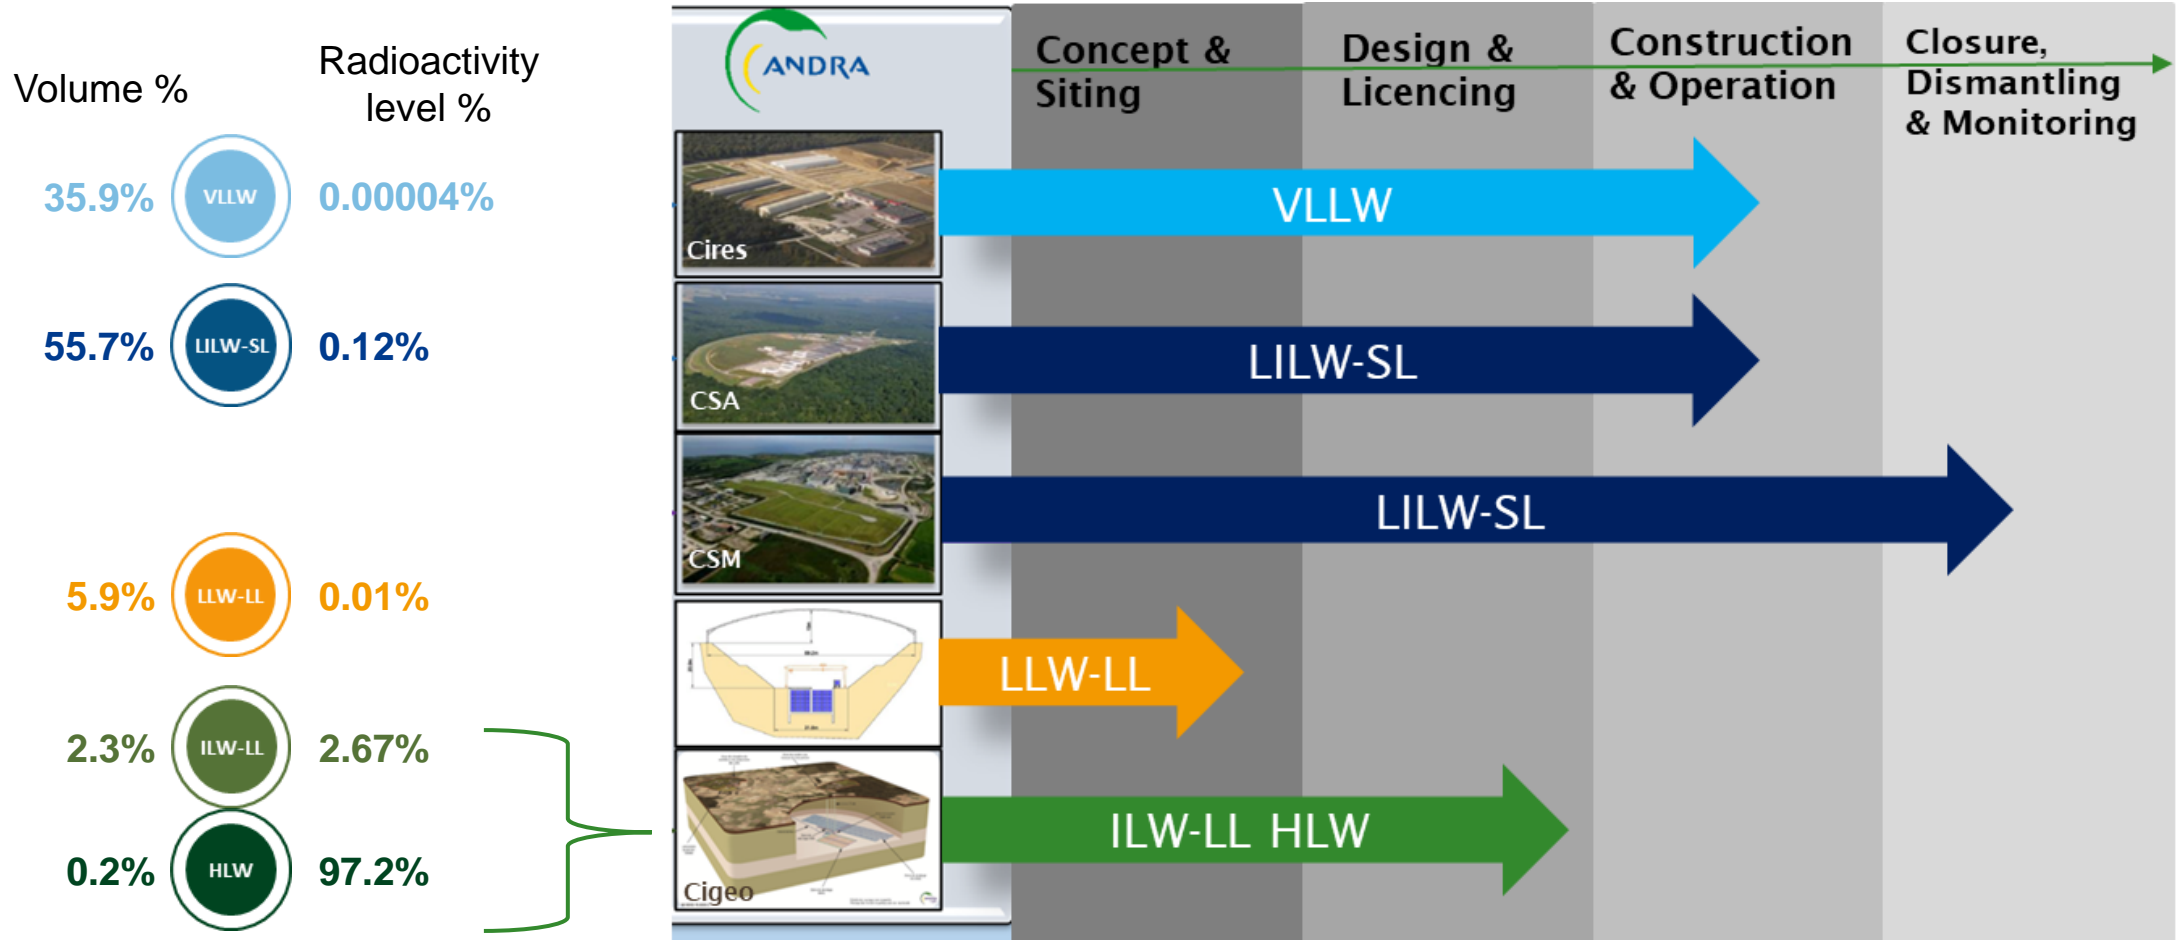 Volume %
Radioactivity
level %
35.9%
VLLW
0.00004%
55.7%
LILW-SL
0.12%
5.9%
LLW-LL
0.01%
2.3%
ILW-LL
2.67%
0.2%
HLW
97.2%
ANDRA
Concept &
Siting
Design &
Licencing
Construction
& Operation
Closure,
Dismantling
& Monitoring
Cires
VLLW
CSA
LILW-SL
CSM
LILW-SL
LLW-LL
Cigeo
ILW-LL HLW